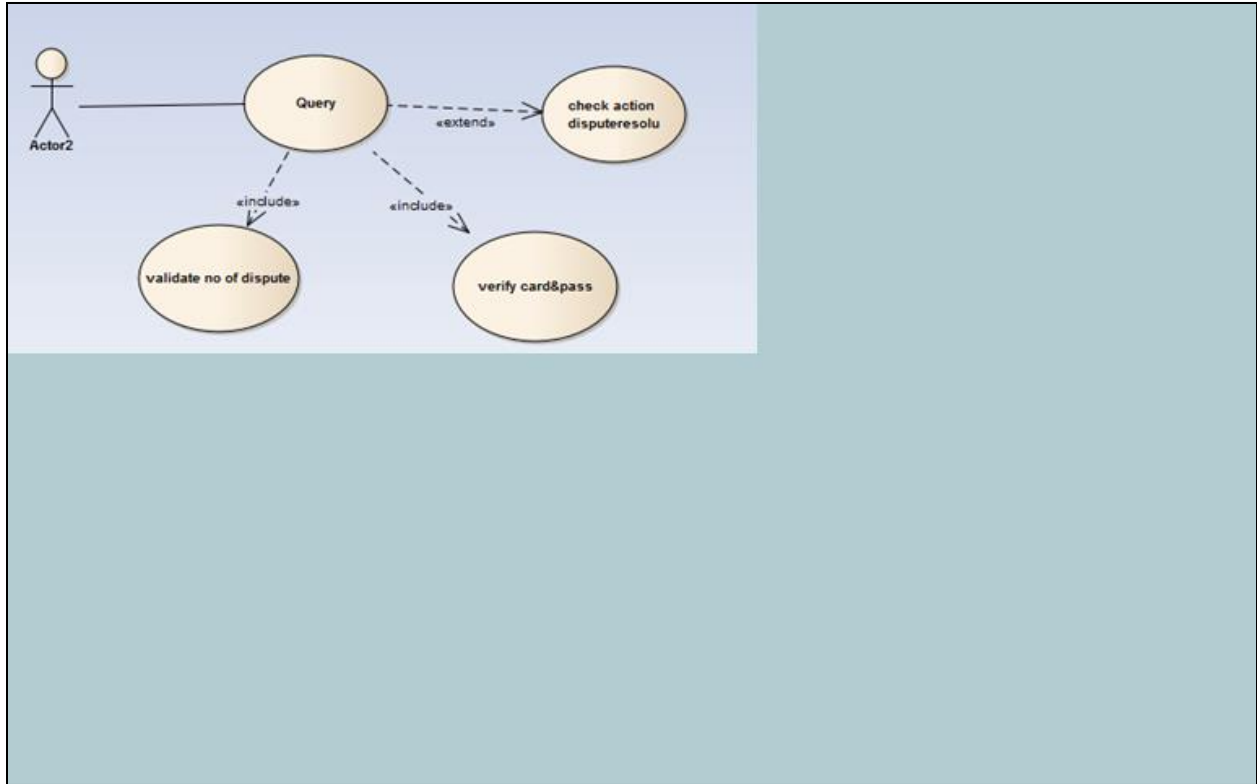 Query
check action
disputeresolu
«extend»
Actor2
«include»
«include»
validate no of dispute
verify card&pass